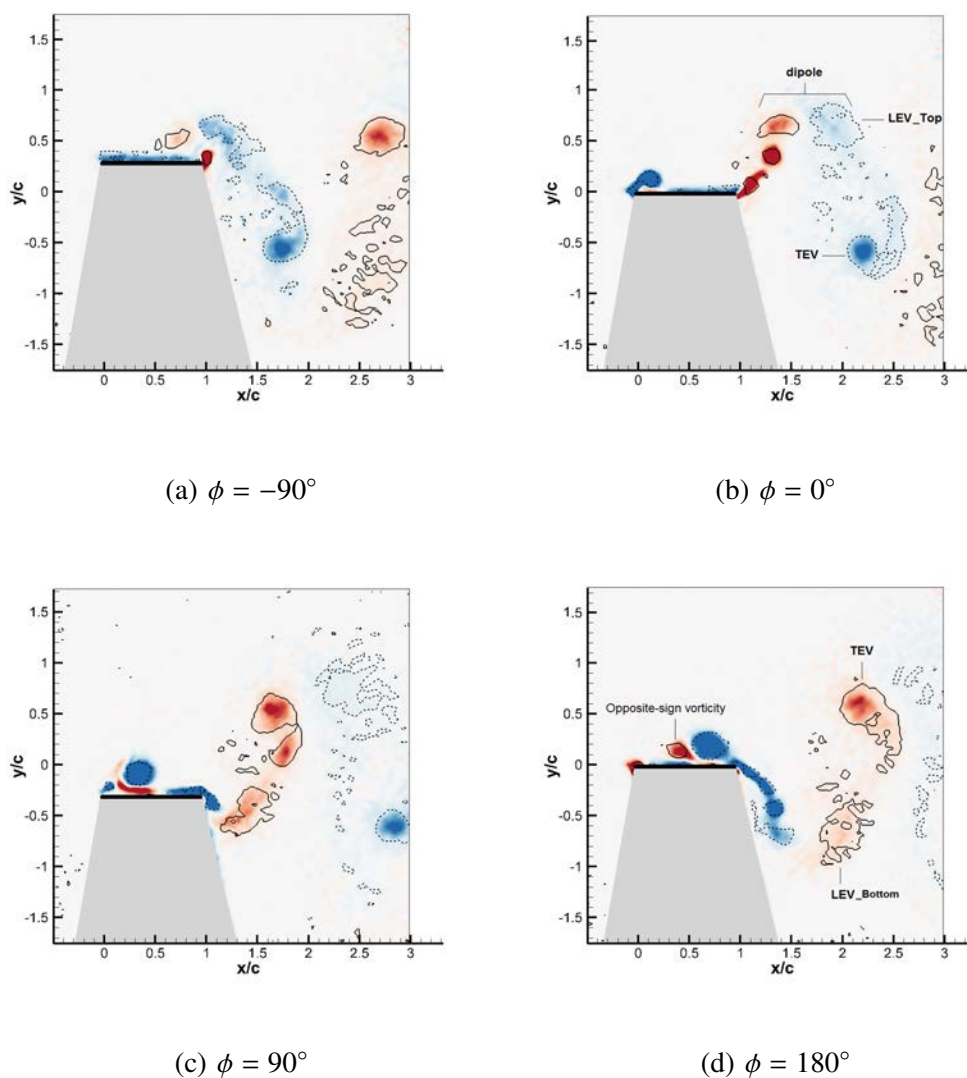 1.5
1
0.5
0
-0.5
-1
-1.5
y/c
0 0.5 1 1.5 2 2.5 3
x/c
(a) ϕ = −90°
1.5
1
0.5
0
-0.5
-1
-1.5
y/c
dipole
LEV_Top
TEV
0 0.5 1 1.5 2 2.5 3
x/c
(b) ϕ = 0°
1.5
1
0.5
0
-0.5
-1
-1.5
y/c
0 0.5 1 1.5 2 2.5 3
x/c
(c) ϕ = 90°
1.5
1
0.5
0
-0.5
-1
-1.5
y/c
TEV
Opposite-sign vorticity
LEV_Bottom
0 0.5 1 1.5 2 2.5 3
x/c
(d) ϕ = 180°